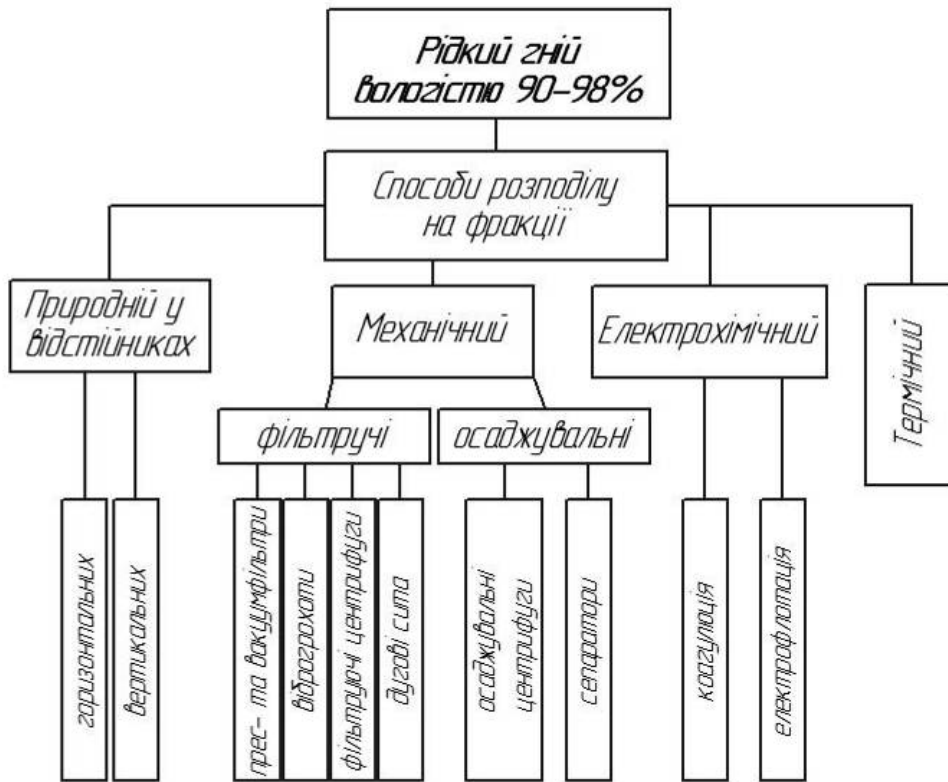 Рідкий гній
вологістю 90–98%
Способи розподілу
на фракції
Природній у
відстійниках
Механічний
Електрохімічний
Термічний
фільтручі
осаджувальні
горизонтальних
вертикальних
прес- та вакуумфільтри
віброгрохоти
фільтруючі центрифуги
дугові сита
осаджувальні
центрифуги
сепаратори
коагуляція
електрофлотація